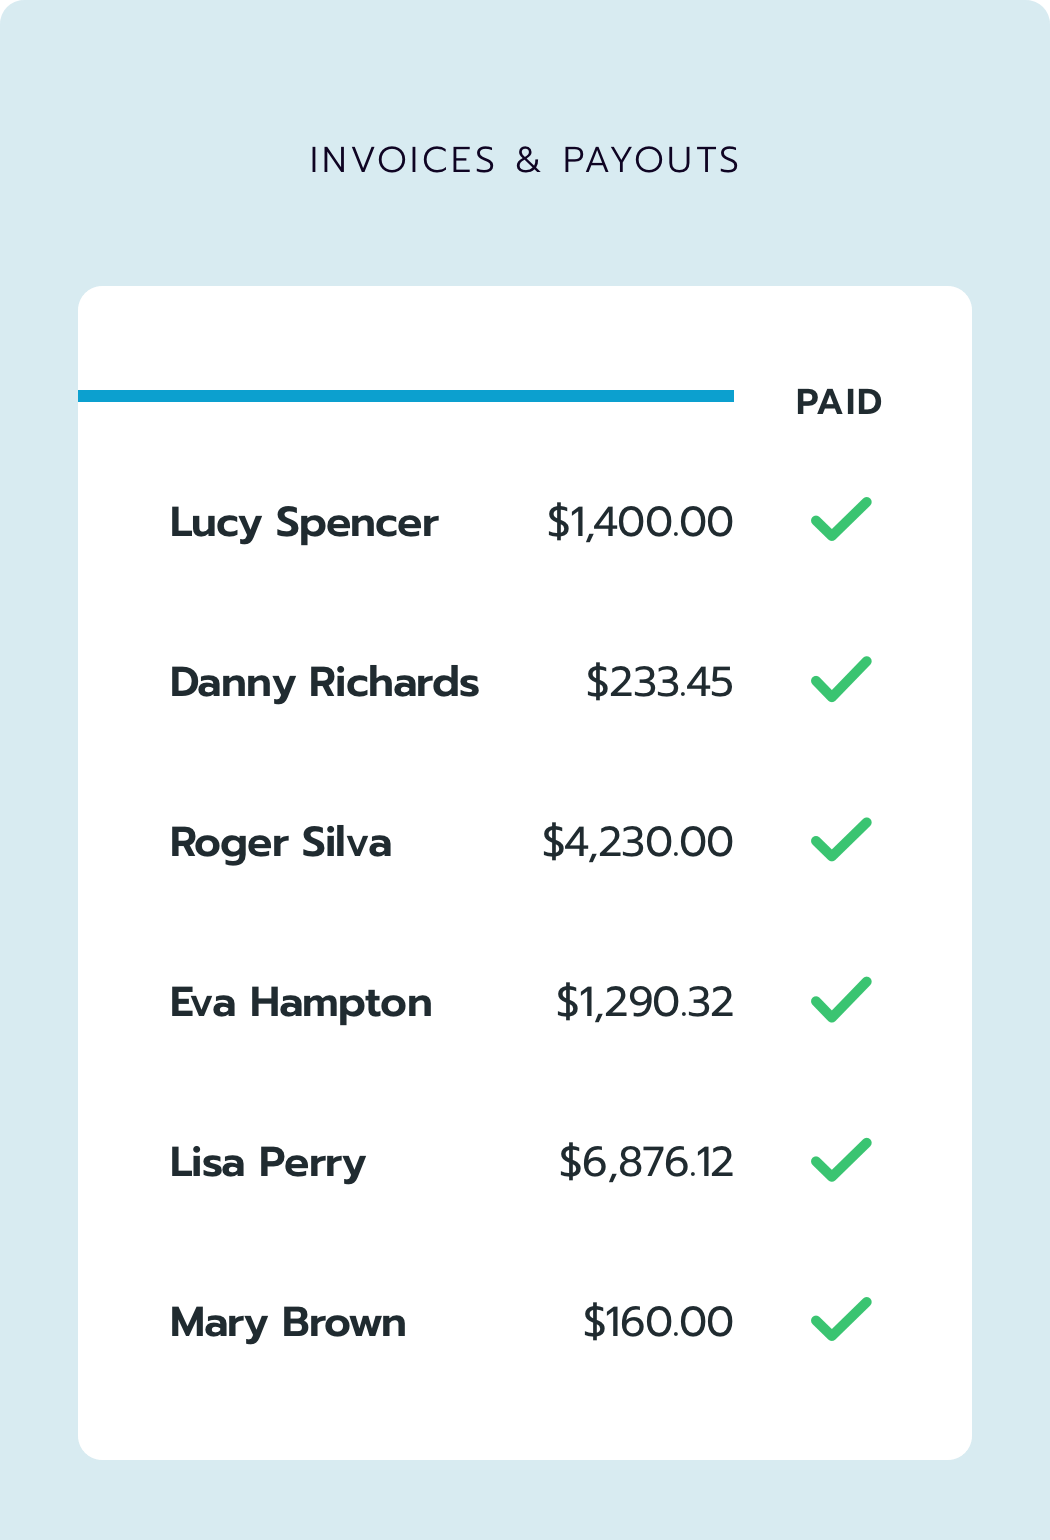 INVOICES & PAYOUTS
PAID
Lucy Spencer $1,400.00
Danny Richards $233.45
Roger Silva $4,230.00
Eva Hampton $1,290.32
Lisa Perry $6,876.12
Mary Brown $160.00